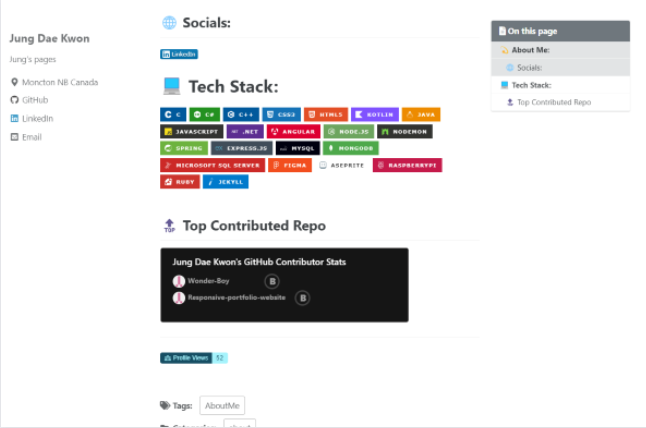 Jung Dae Kwon
Jung's pages
Moncton NB Canada
GitHub
LinkedIn
Email
Socials:
LinkedIn
Tech Stack:
C C# C++ CSS3 HTML5 KOTLIN JAVA
JAVASCRIPT .NET ANGULAR NODE.JS NODEMON
SPRING EXPRESS.JS MYSQL MONGODB
MICROSOFT SQL SERVER FIGMA ASEPRITE RASPBERRYPI
RUBY JEKYLL
TOP Top Contributed Repo
Jung Dae Kwon's GitHub Contributor Stats
Wonder-Boy B
Responsive-portfolio-website B
Profile Views 52
Tags: AboutMe
On this page
About Me:
Socials:
Tech Stack:
Top Contributed Repo